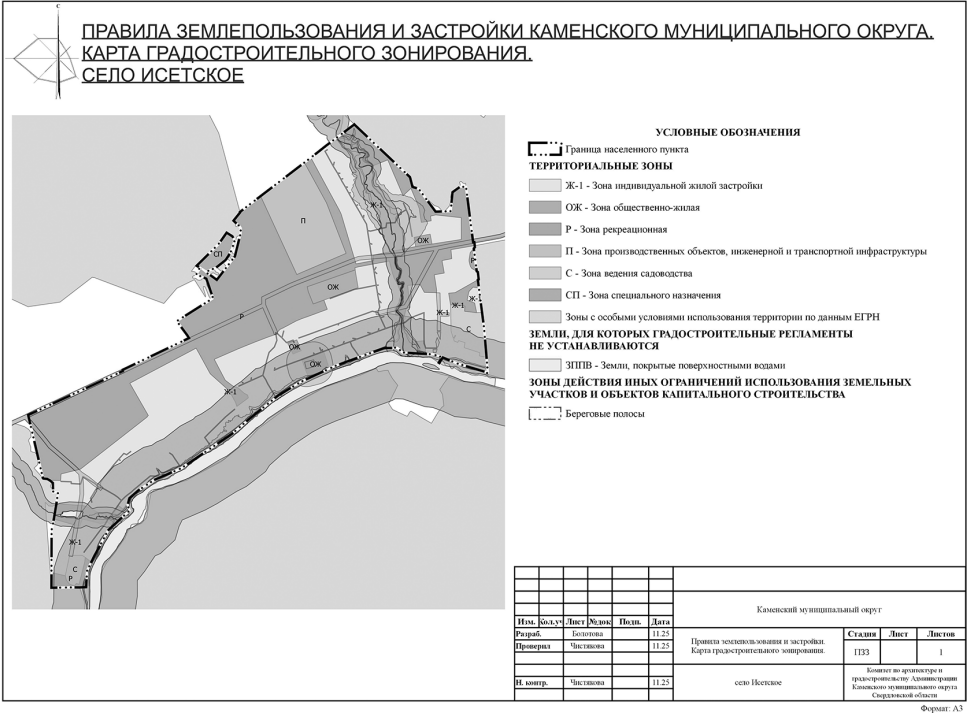 С
ПРАВИЛА ЗЕМЛЕПОЛЬЗОВАНИЯ И ЗАСТРОЙКИ КАМЕНСКОГО МУНИЦИПАЛЬНОГО ОКРУГА.
КАРТА ГРАДОСТРОИТЕЛЬНОГО ЗОНИРОВАНИЯ.
СЕЛО ИСЕТСКОЕ
Ж-1
П
ОЖ
СП
Р
ОЖ
Ж-1
Ж-1
Р
Ж-1
С
ОЖ
ОЖ
Ж-1
Ж-1
С
Р
УСЛОВНЫЕ ОБОЗНАЧЕНИЯ
Граница населенного пункта
ТЕРРИТОРИАЛЬНЫЕ ЗОНЫ
Ж-1 - Зона индивидуальной жилой застройки
ОЖ - Зона общественно-жилая
Р - Зона рекреационная
П - Зона производственных объектов, инженерной и транспортной инфраструктуры
С - Зона ведения садоводства
СП - Зона специального назначения
Зоны с особыми условиями использования территории по данным ЕГРН
ЗЕМЛИ, ДЛЯ КОТОРЫХ ГРАДОСТРОИТЕЛЬНЫЕ РЕГЛАМЕНТЫ
НЕ УСТАНАВЛИВАЮТСЯ
ЗППВ - Земли, покрытые поверхностными водами
ЗОНЫ ДЕЙСТВИЯ ИНЫХ ОГРАНИЧЕНИЙ ИСПОЛЬЗОВАНИЯ ЗЕМЕЛЬНЫХ
УЧАСТКОВ И ОБЪЕКТОВ КАПИТАЛЬНОГО СТРОИТЕЛЬСТВА
Береговые полосы
Каменский муниципальный округ
Изм. Кол.уч Лист №док Подп. Дата
Разраб. Болотова 11.25
Проверил Чистякова 11.25
Н. контр. Чистякова 11.25
Правила землепользования и застройки.
Карта градостроительного зонирования.
Стадия Лист Листов
ПЗЗ 1
село Исетское
Комитет по архитектуре и
градостроительству Администрации
Каменского муниципального округа
Свердловской области
Формат: А3